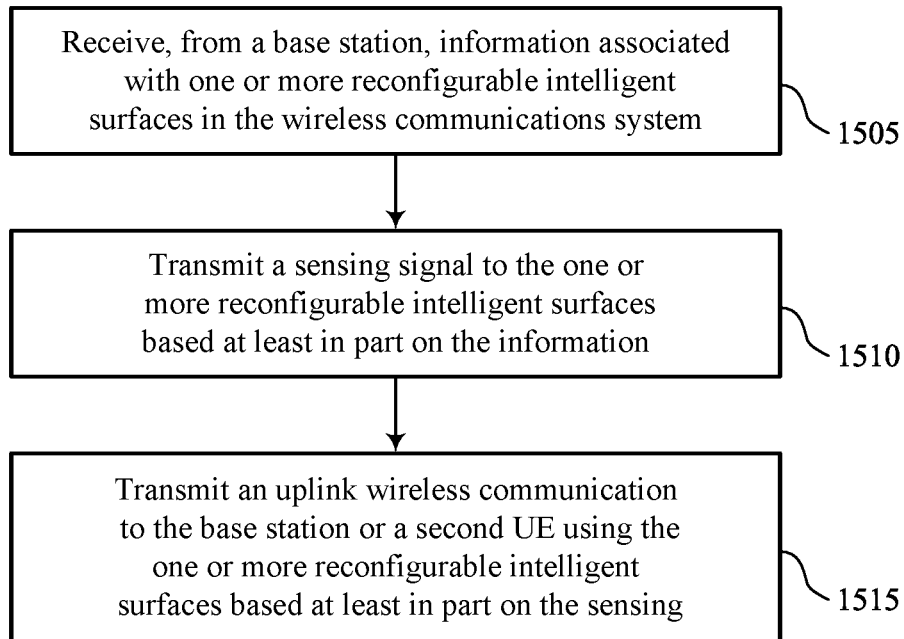 Receive, from a base station, information associated
with one or more reconfigurable intelligent
surfaces in the wireless communications system
1505
Transmit a sensing signal to the one or
more reconfigurable intelligent surfaces
based at least in part on the information
1510
Transmit an uplink wireless communication
to the base station or a second UE using the
one or more reconfigurable intelligent
surfaces based at least in part on the sensing
1515